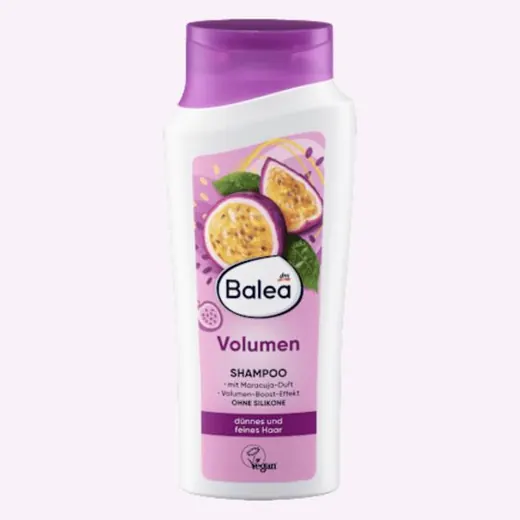 dm
Balea
Volumen
SHAMPOO
• mit Maracuja-Duft
• Volumen-Boost-Effekt
OHNE SILIKONE
dünnes und
feines Haar
vegan